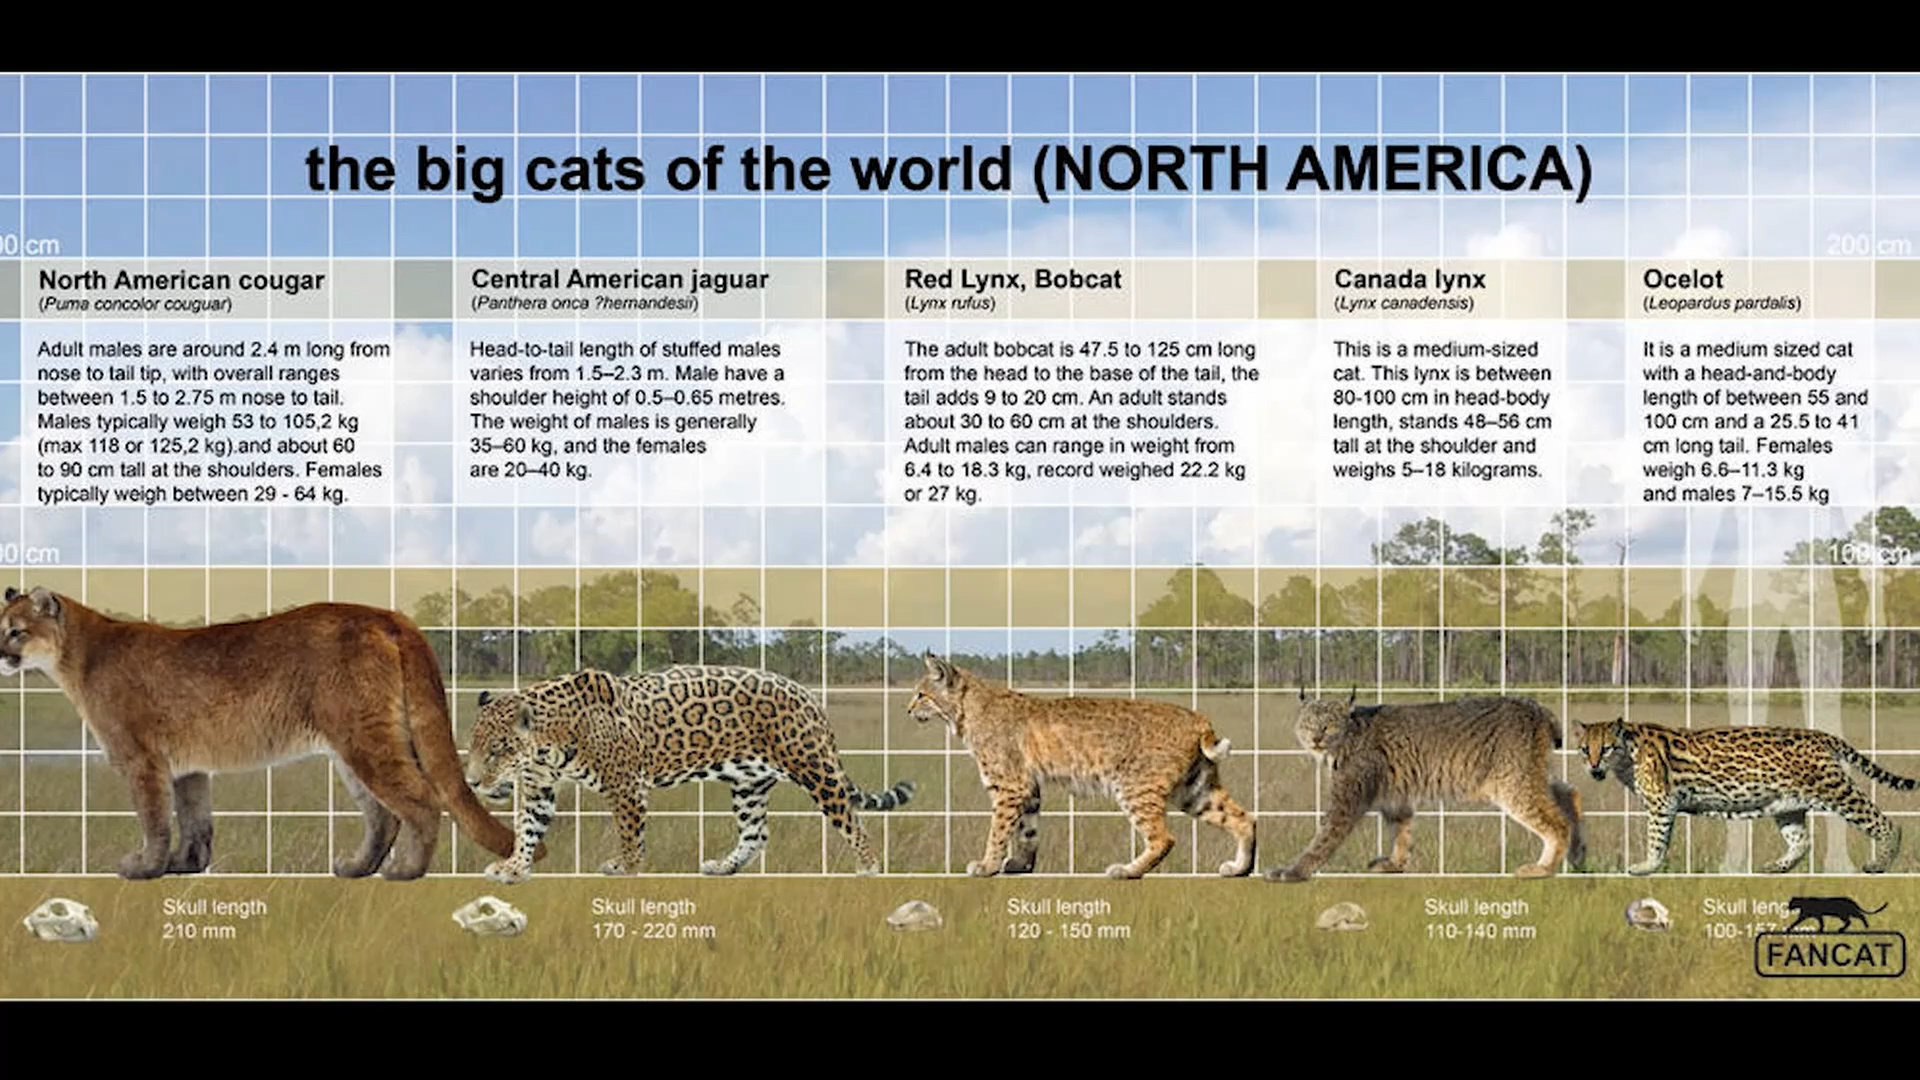 the big cats of the world (NORTH AMERICA)
00 cm
200 cm
North American cougar
(Puma concolor couguar)
Adult males are around 2.4 m long from
nose to tail tip, with overall ranges
between 1.5 to 2.75 m nose to tail.
Males typically weigh 53 to 105,2 kg
(max 118 or 125,2 kg).and about 60
to 90 cm tall at the shoulders. Females
typically weigh between 29 - 64 kg.
Central American jaguar
(Panthera onca ?hernandesii)
Head-to-tail length of stuffed males
varies from 1.5–2.3 m. Male have a
shoulder height of 0.5–0.65 metres.
The weight of males is generally
35–60 kg, and the females
are 20–40 kg.
Red Lynx, Bobcat
(Lynx rufus)
The adult bobcat is 47.5 to 125 cm long
from the head to the base of the tail, the
tail adds 9 to 20 cm. An adult stands
about 30 to 60 cm at the shoulders.
Adult males can range in weight from
6.4 to 18.3 kg, record weighed 22.2 kg
or 27 kg.
Canada lynx
(Lynx canadensis)
This is a medium-sized
cat. This lynx is between
80-100 cm in head-body
length, stands 48–56 cm
tall at the shoulder and
weighs 5–18 kilograms.
Ocelot
(Leopardus pardalis)
It is a medium sized cat
with a head-and-body
length of between 55 and
100 cm and a 25.5 to 41
cm long tail. Females
weigh 6.6–11.3 kg
and males 7–15.5 kg
00 cm
100 cm
Skull length
210 mm
Skull length
170 - 220 mm
Skull length
120 - 150 mm
Skull length
110-140 mm
Skull
FANCAT